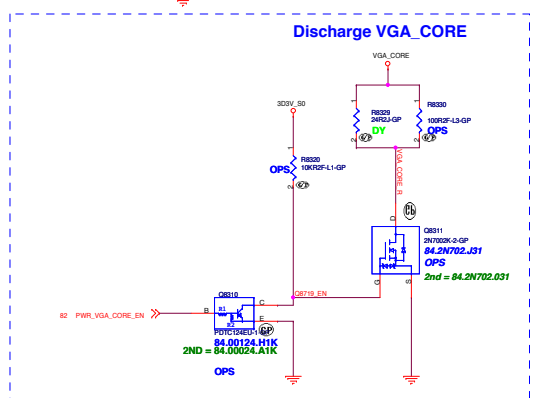 Discharge VGA_CORE
VGA_CORE
3D3V_S0
1
R8329
24R2J-GP
DY
2
1
R8330
100R2F-L3-GP
OPS
2
1
R8320
10KR2F-L1-GP
OPS
2
VGA_CORE_R
D
Q8311
2N7002K-2-GP
84.2N702.J31
OPS
2nd = 84.2N702.031
G
S
Q8719_EN
Q8310
82 PWR_VGA_CORE_EN
B
R1
R2
C
E
PDTC124EU-1-GP
84.00124.H1K
2ND = 84.00024.A1K
OPS